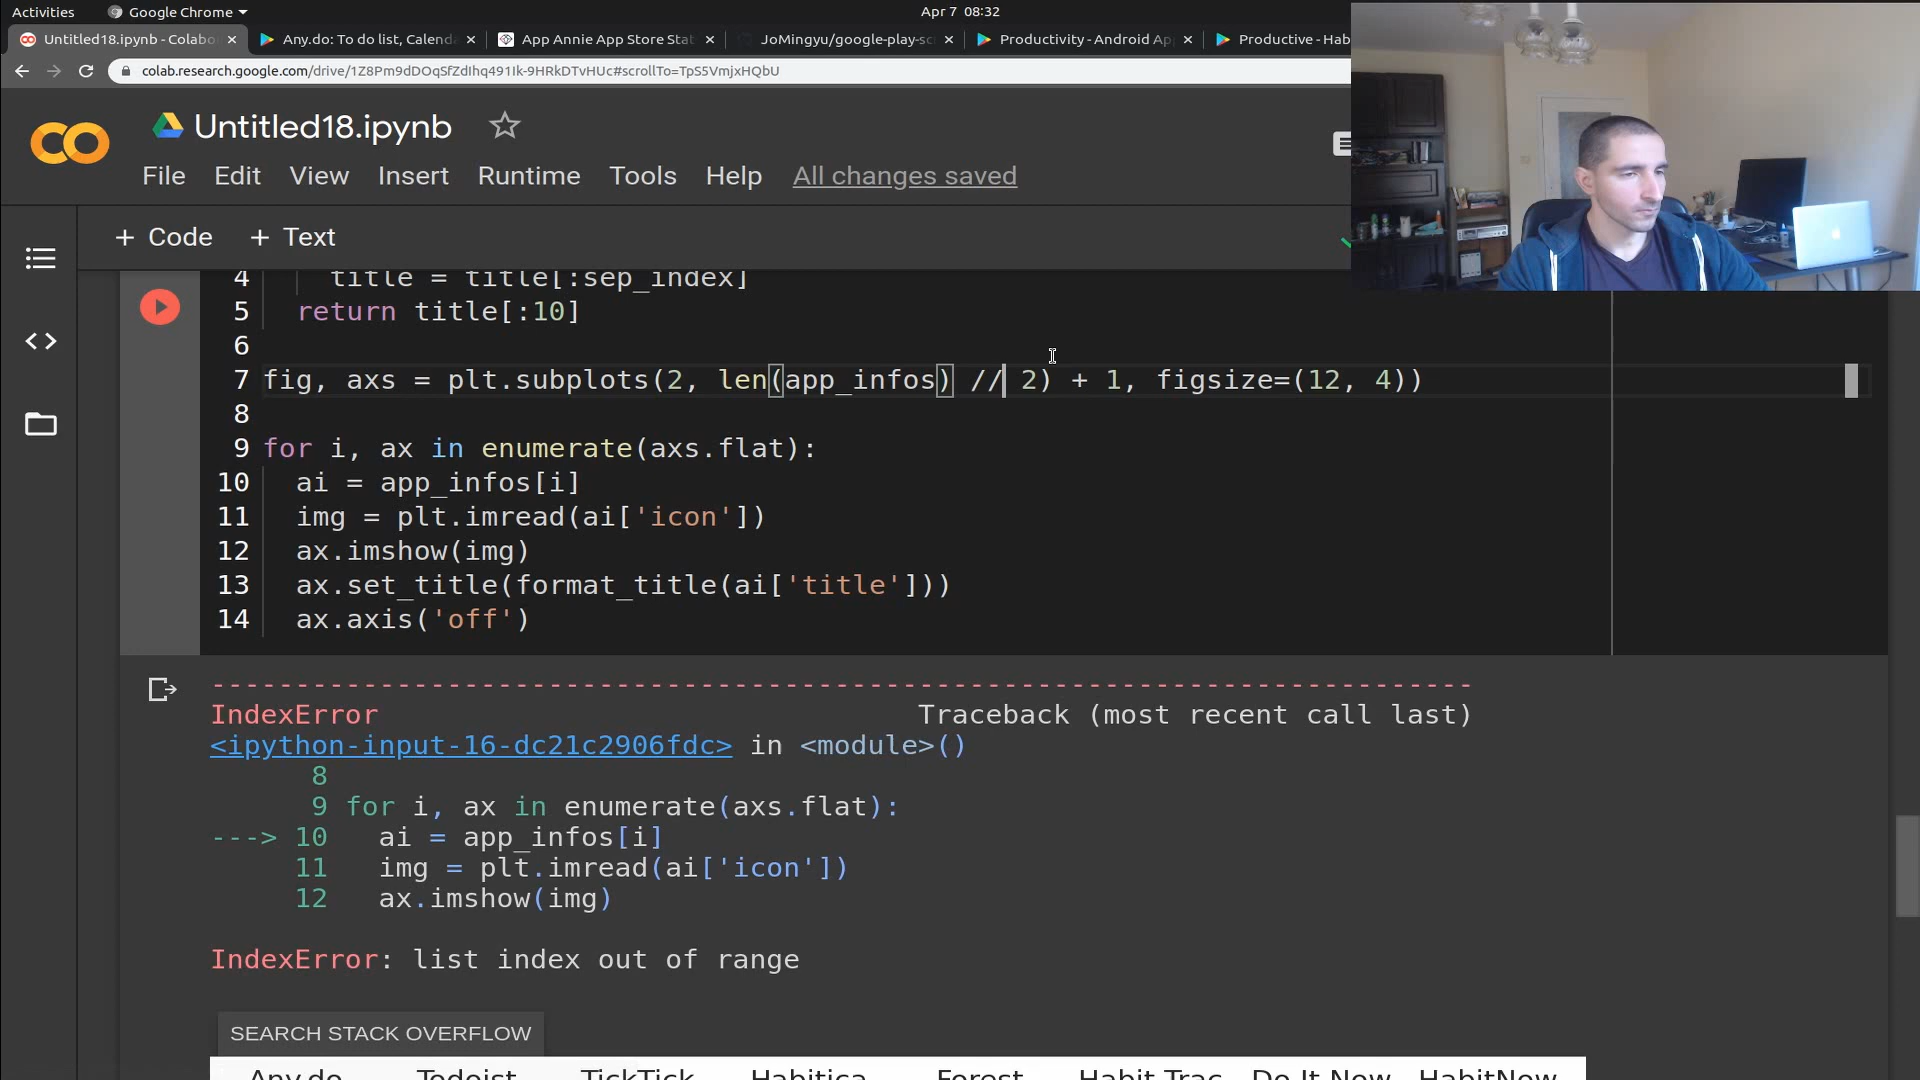 Activities
Google Chrome
Apr 7 08:32
Untitled18.ipynb - Colabo
Any.do: To do list, Calenda
App Annie App Store Stat
JoMingyu/google-play-sc
Productivity - Android Ap
Productive - Hab
colab.research.google.com/drive/1Z8Pm9dDOqSfZdIhq491Ik-9HRkDTvHUc#scrollTo=TpS5VmjxHQbU
Untitled18.ipynb
File Edit View Insert Runtime Tools Help All changes saved
+ Code + Text
4 title = title[:sep_index]
5 return title[:10]
6
7 fig, axs = plt.subplots(2, len(app_infos) // 2) + 1, figsize=(12, 4))
8
9 for i, ax in enumerate(axs.flat):
10 ai = app_infos[i]
11 img = plt.imread(ai['icon'])
12 ax.imshow(img)
13 ax.set_title(format_title(ai['title']))
14 ax.axis('off')
---------------------------------------------------------------------------
IndexError Traceback (most recent call last)
<ipython-input-16-dc21c2906fdc> in <module>()
8
9 for i, ax in enumerate(axs.flat):
---> 10 ai = app_infos[i]
11 img = plt.imread(ai['icon'])
12 ax.imshow(img)
IndexError: list index out of range
SEARCH STACK OVERFLOW
Any.do Todoist TickTick Habitica Forest Habit Trac Do It Now HabitNow